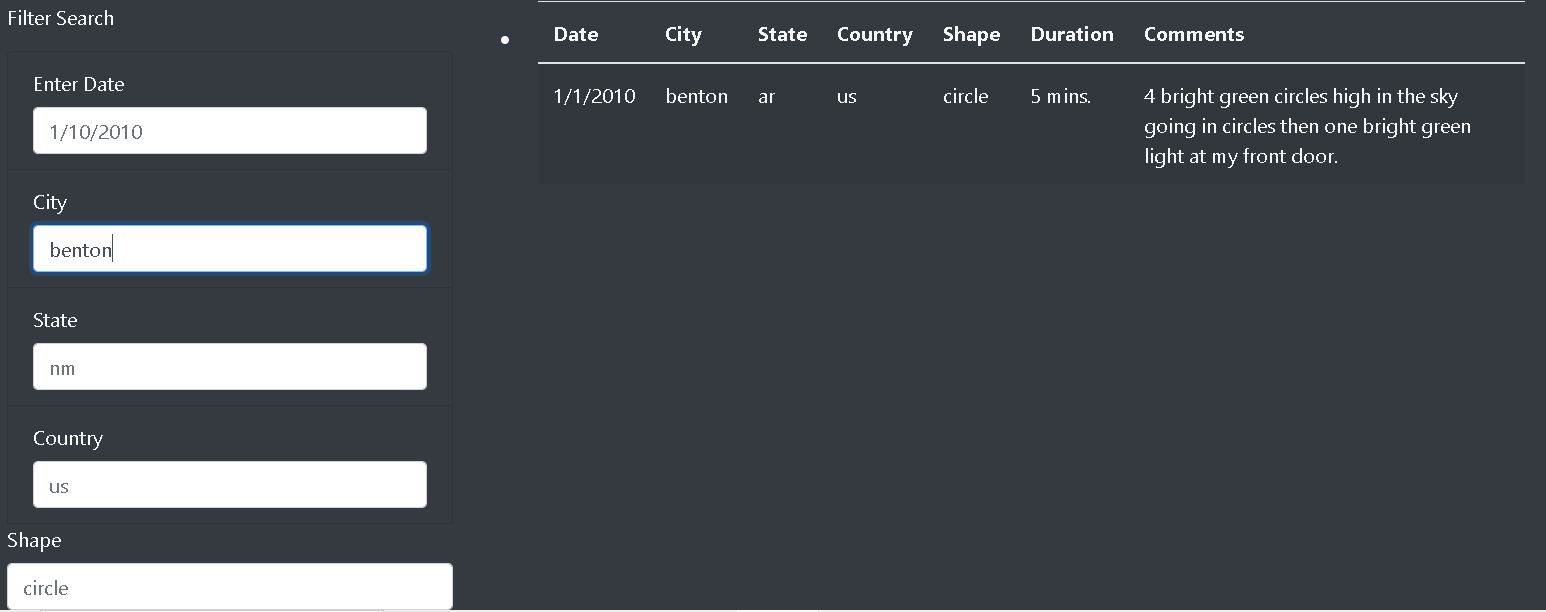 Filter Search
Enter Date
1/10/2010
City
benton
State
nm
Country
us
Shape
circle
Date City State Country Shape Duration Comments
1/1/2010 benton ar us circle 5 mins. 4 bright green circles high in the sky
going in circles then one bright green
light at my front door.